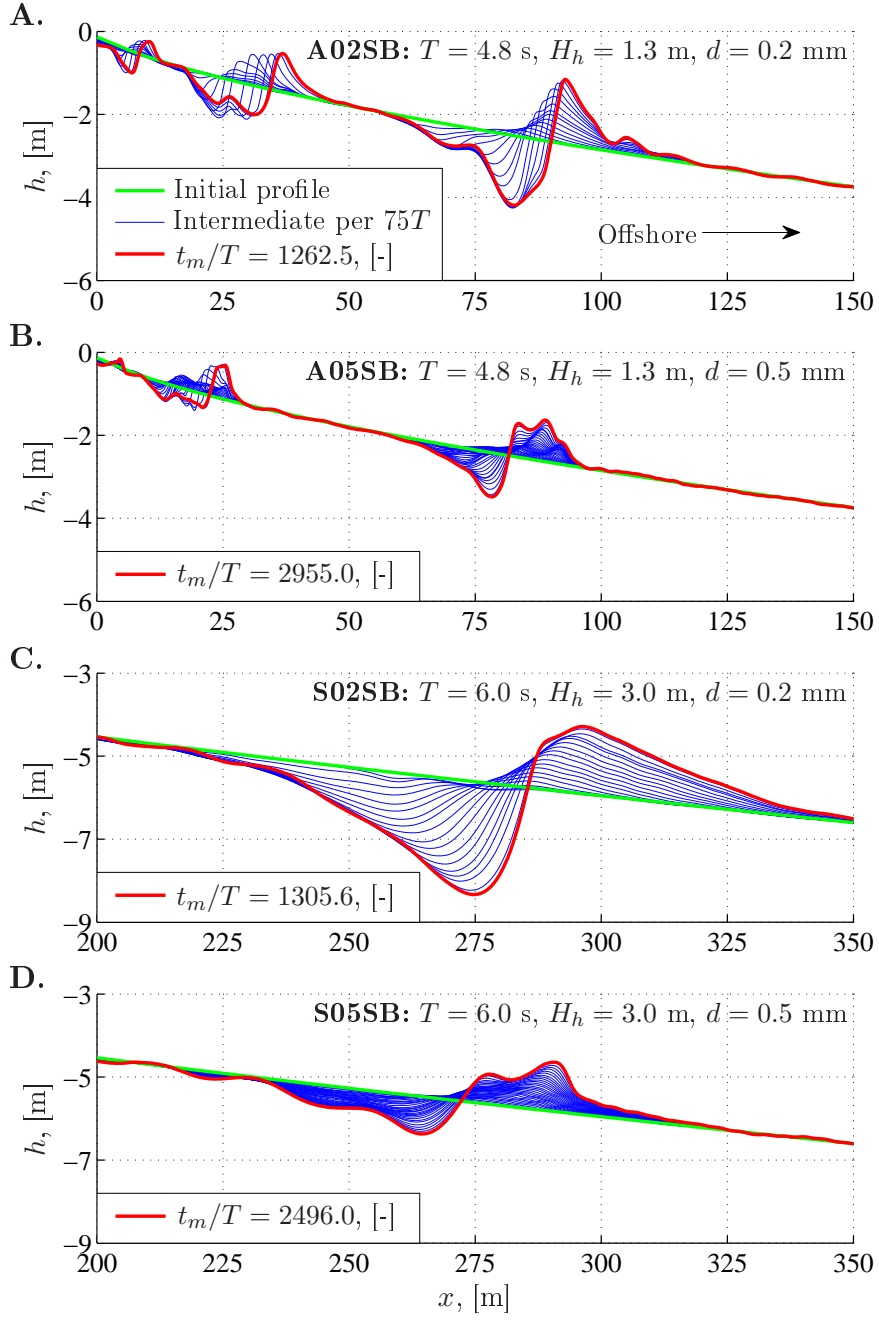 A.
A02SB: T = 4.8 s, H_h = 1.3 m, d = 0.2 mm
0
−2
−4
−6
h, [m]
Initial profile
Intermediate per 75T
t_m/T = 1262.5, [-]
Offshore
0 25 50 75 100 125 150
B.
A05SB: T = 4.8 s, H_h = 1.3 m, d = 0.5 mm
0
−2
−4
−6
h, [m]
t_m/T = 2955.0, [-]
0 25 50 75 100 125 150
C.
S02SB: T = 6.0 s, H_h = 3.0 m, d = 0.2 mm
−3
−5
−7
−9
h, [m]
t_m/T = 1305.6, [-]
200 225 250 275 300 325 350
D.
S05SB: T = 6.0 s, H_h = 3.0 m, d = 0.5 mm
−3
−5
−7
−9
h, [m]
t_m/T = 2496.0, [-]
200 225 250 275 300 325 350
x, [m]